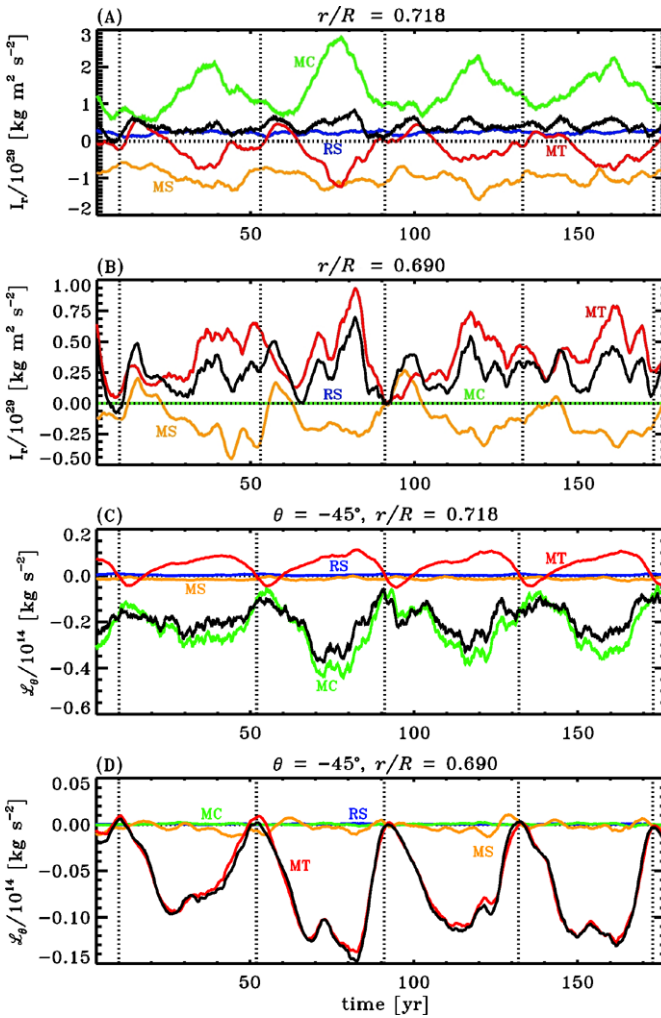 (A) r/R = 0.718
I_r/10^29 [kg m² s⁻²]
3
2
1
0
-1
-2
MC
RS
MT
MS
50 100 150
(B) r/R = 0.690
I_r/10^29 [kg m² s⁻²]
1.00
0.75
0.50
0.25
0.00
-0.25
-0.50
MT
RS
MC
MS
50 100 150
(C) θ = -45°, r/R = 0.718
ℒ_θ/10^14 [kg s⁻²]
0.2
0.0
-0.2
-0.4
-0.6
RS
MT
MS
MC
50 100 150
(D) θ = -45°, r/R = 0.690
ℒ_θ/10^14 [kg s⁻²]
0.05
0.00
-0.05
-0.10
-0.15
MC
RS
MT
MS
50 100 150
time [yr]